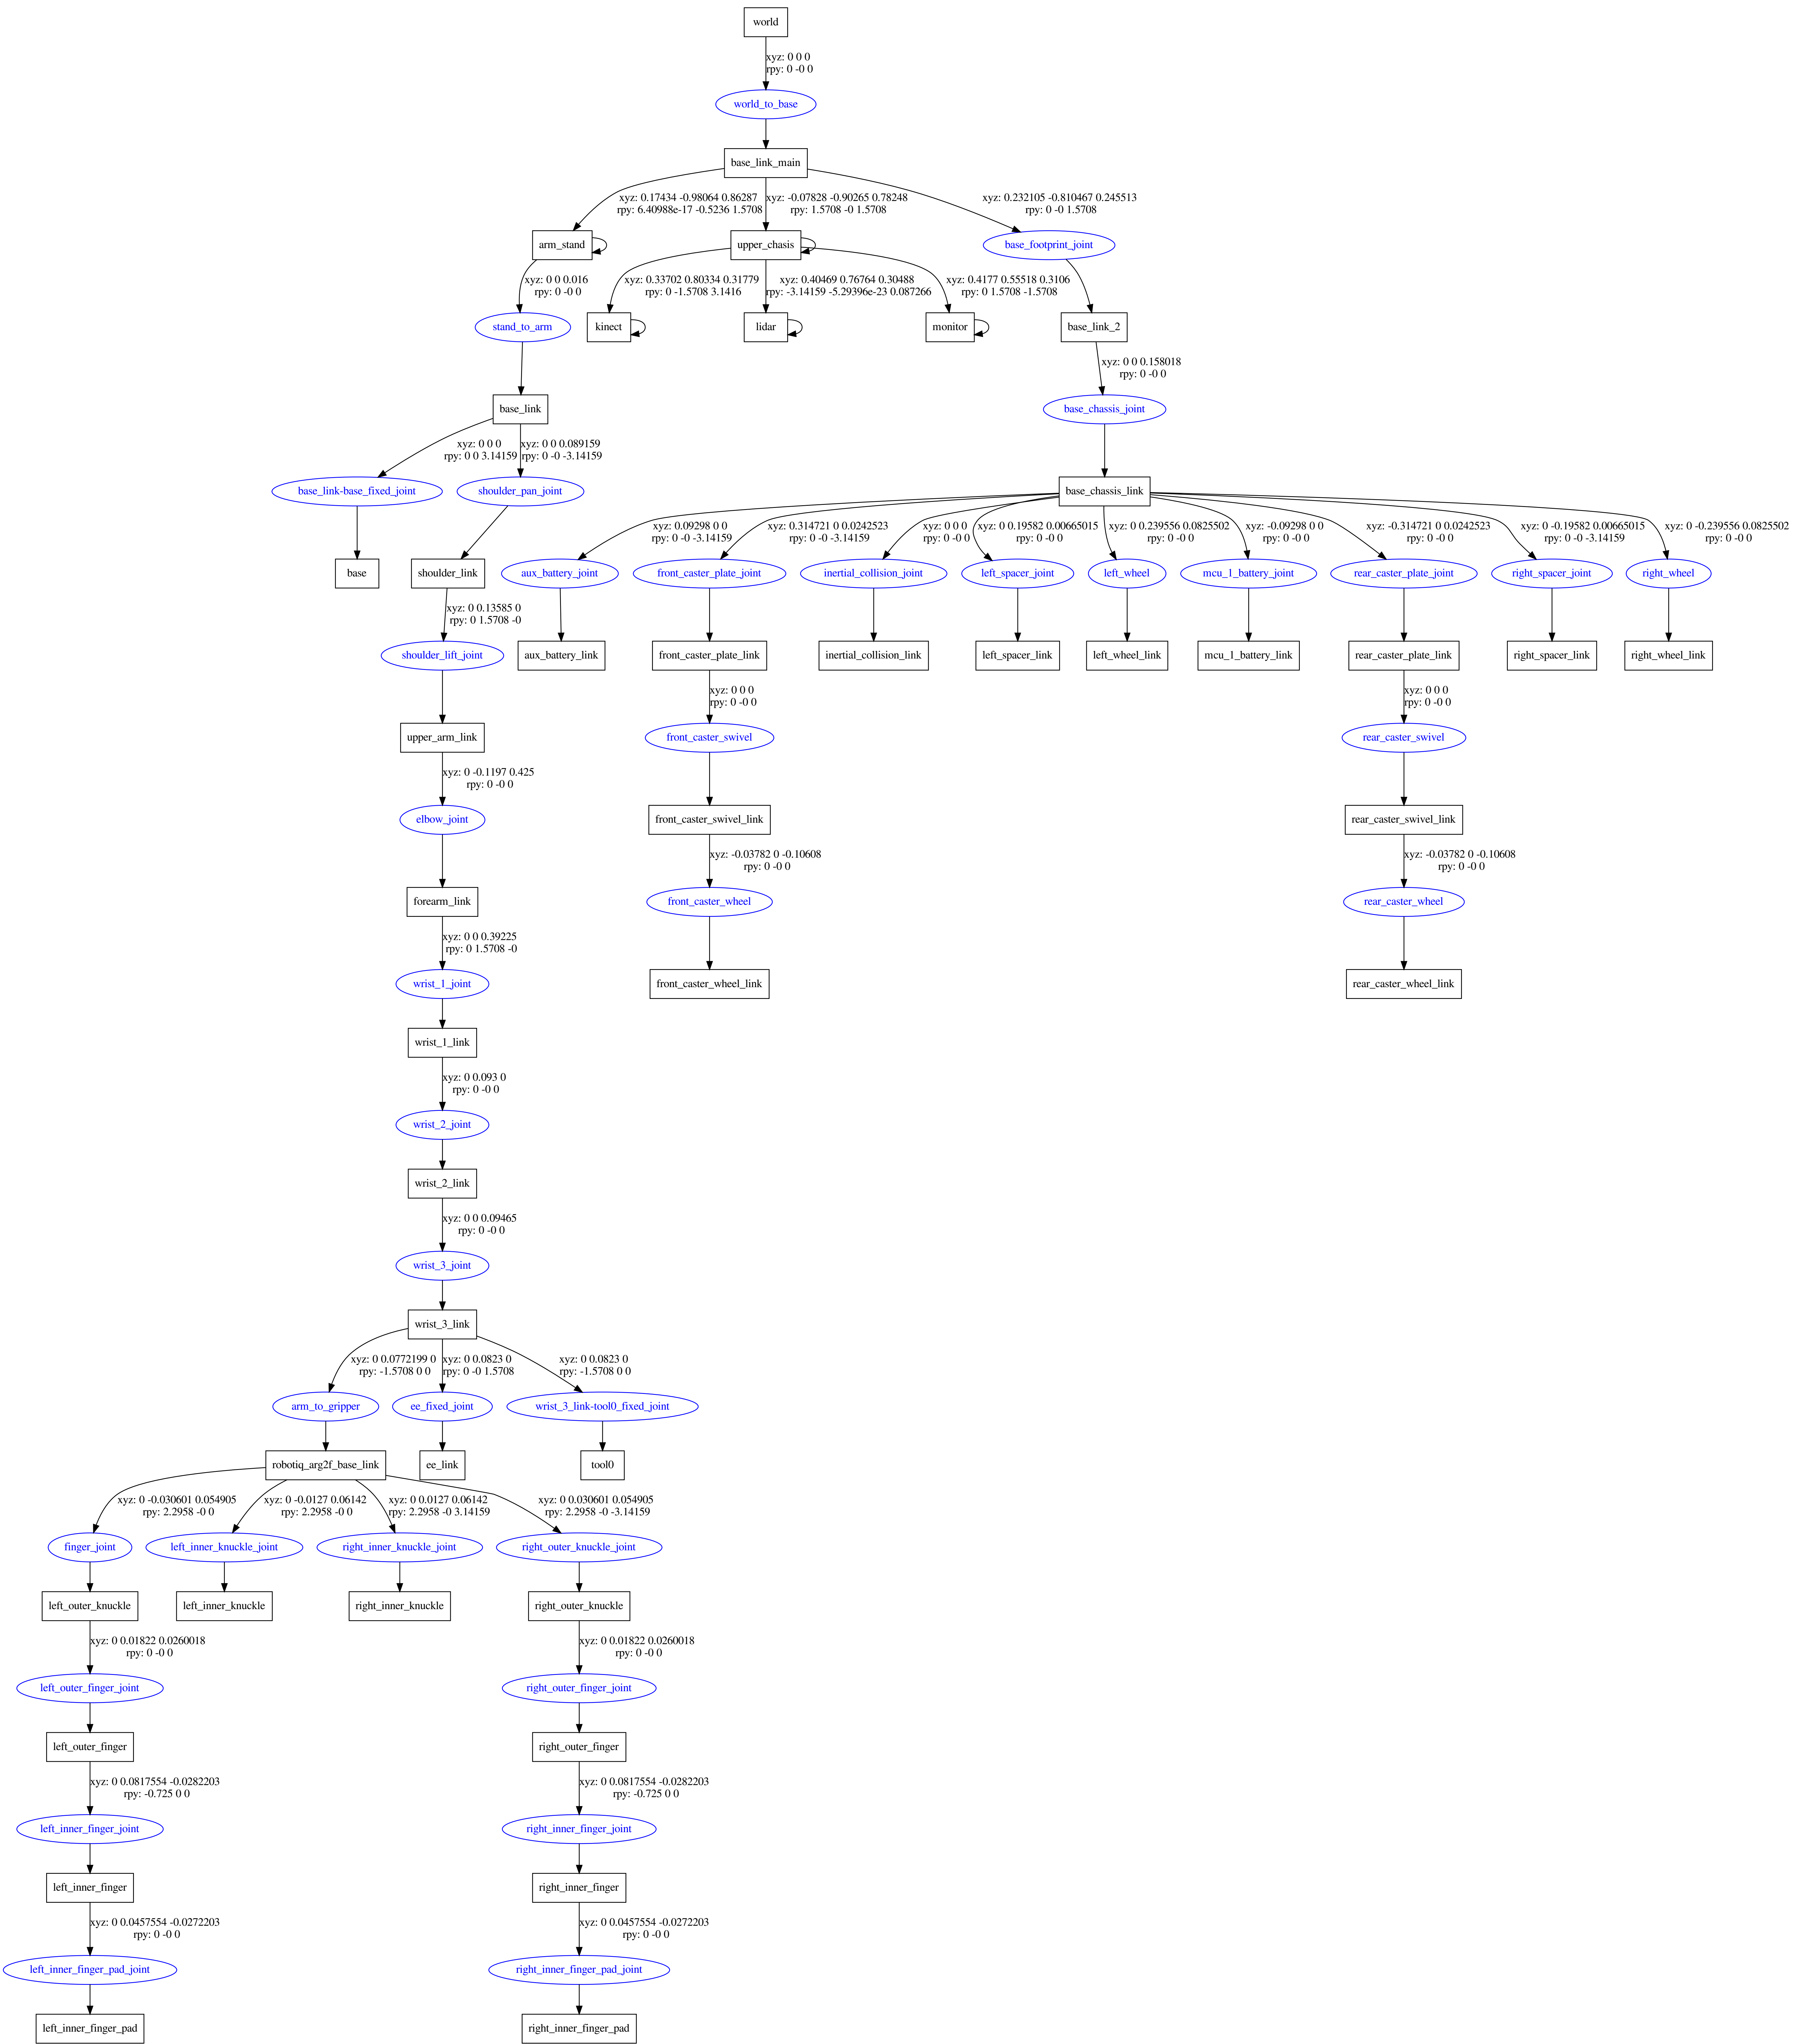 world
xyz: 0 0 0
rpy: 0 -0 0
world_to_base
base_link_main
xyz: 0.17434 -0.98064 0.86287
rpy: 6.40988e-17 -0.5236 1.5708
xyz: -0.07828 -0.90265 0.78248
rpy: 1.5708 -0 1.5708
xyz: 0.232105 -0.810467 0.245513
rpy: 0 -0 1.5708
arm_stand
upper_chasis
base_footprint_joint
xyz: 0 0 0.016
rpy: 0 -0 0
xyz: 0.33702 0.80334 0.31779
rpy: 0 -1.5708 3.1416
xyz: 0.40469 0.76764 0.30488
rpy: -3.14159 -5.29396e-23 0.087266
xyz: 0.4177 0.55518 0.3106
rpy: 0 1.5708 -1.5708
stand_to_arm
kinect
lidar
monitor
base_link_2
xyz: 0 0 0.158018
rpy: 0 -0 0
base_link
base_chassis_joint
xyz: 0 0 0
rpy: 0 0 3.14159
xyz: 0 0 0.089159
rpy: 0 -0 -3.14159
base_link-base_fixed_joint
shoulder_pan_joint
base_chassis_link
xyz: 0.09298 0 0
rpy: 0 -0 -3.14159
xyz: 0.314721 0 0.0242523
rpy: 0 -0 -3.14159
xyz: 0 0 0
rpy: 0 -0 0
xyz: 0 0.19582 0.00665015
rpy: 0 -0 0
xyz: 0 0.239556 0.0825502
rpy: 0 -0 0
xyz: -0.09298 0 0
rpy: 0 -0 0
xyz: -0.314721 0 0.0242523
rpy: 0 -0 0
xyz: 0 -0.19582 0.00665015
rpy: 0 -0 -3.14159
xyz: 0 -0.239556 0.0825502
rpy: 0 -0 0
base
shoulder_link
aux_battery_joint
front_caster_plate_joint
inertial_collision_joint
left_spacer_joint
left_wheel
mcu_1_battery_joint
rear_caster_plate_joint
right_spacer_joint
right_wheel
xyz: 0 0.13585 0
rpy: 0 1.5708 -0
shoulder_lift_joint
aux_battery_link
front_caster_plate_link
inertial_collision_link
left_spacer_link
left_wheel_link
mcu_1_battery_link
rear_caster_plate_link
right_spacer_link
right_wheel_link
xyz: 0 0 0
rpy: 0 -0 0
xyz: 0 0 0
rpy: 0 -0 0
upper_arm_link
front_caster_swivel
rear_caster_swivel
xyz: 0 -0.1197 0.425
rpy: 0 -0 0
elbow_joint
front_caster_swivel_link
rear_caster_swivel_link
xyz: -0.03782 0 -0.10608
rpy: 0 -0 0
xyz: -0.03782 0 -0.10608
rpy: 0 -0 0
forearm_link
front_caster_wheel
rear_caster_wheel
xyz: 0 0 0.39225
rpy: 0 1.5708 -0
wrist_1_joint
front_caster_wheel_link
rear_caster_wheel_link
wrist_1_link
xyz: 0 0.093 0
rpy: 0 -0 0
wrist_2_joint
wrist_2_link
xyz: 0 0 0.09465
rpy: 0 -0 0
wrist_3_joint
wrist_3_link
xyz: 0 0.0772199 0
rpy: -1.5708 0 0
xyz: 0 0.0823 0
rpy: 0 -0 1.5708
xyz: 0 0.0823 0
rpy: -1.5708 0 0
arm_to_gripper
ee_fixed_joint
wrist_3_link-tool0_fixed_joint
robotiq_arg2f_base_link
ee_link
tool0
xyz: 0 -0.030601 0.054905
rpy: 2.2958 -0 0
xyz: 0 -0.0127 0.06142
rpy: 2.2958 -0 0
xyz: 0 0.0127 0.06142
rpy: 2.2958 -0 3.14159
xyz: 0 0.030601 0.054905
rpy: 2.2958 -0 -3.14159
finger_joint
left_inner_knuckle_joint
right_inner_knuckle_joint
right_outer_knuckle_joint
left_outer_knuckle
left_inner_knuckle
right_inner_knuckle
right_outer_knuckle
xyz: 0 0.01822 0.0260018
rpy: 0 -0 0
xyz: 0 0.01822 0.0260018
rpy: 0 -0 0
left_outer_finger_joint
right_outer_finger_joint
left_outer_finger
right_outer_finger
xyz: 0 0.0817554 -0.0282203
rpy: -0.725 0 0
xyz: 0 0.0817554 -0.0282203
rpy: -0.725 0 0
left_inner_finger_joint
right_inner_finger_joint
left_inner_finger
right_inner_finger
xyz: 0 0.0457554 -0.0272203
rpy: 0 -0 0
xyz: 0 0.0457554 -0.0272203
rpy: 0 -0 0
left_inner_finger_pad_joint
right_inner_finger_pad_joint
left_inner_finger_pad
right_inner_finger_pad